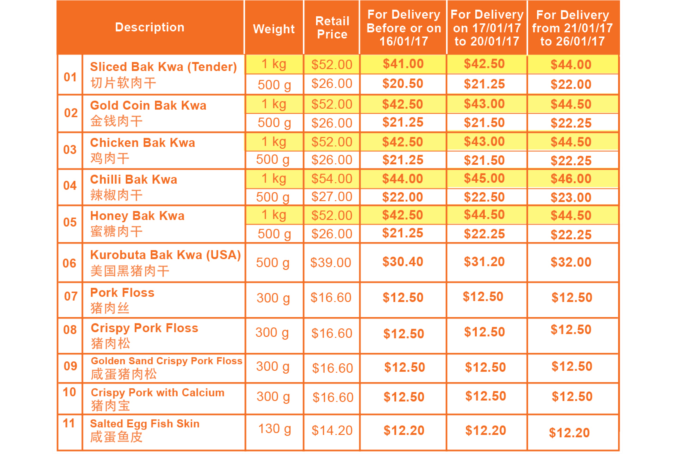 Description Weight Retail Price For Delivery Before or on 16/01/17 For Delivery on 17/01/17 to 20/01/17 For Delivery from 21/01/17 to 26/01/17
01 Sliced Bak Kwa (Tender) 1 kg $52.00 $41.00 $42.50 $44.00
切片软肉干 500 g $26.00 $20.50 $21.25 $22.00
02 Gold Coin Bak Kwa 1 kg $52.00 $42.50 $43.00 $44.50
金钱肉干 500 g $26.00 $21.25 $21.50 $22.25
03 Chicken Bak Kwa 1 kg $52.00 $42.50 $43.00 $44.50
鸡肉干 500 g $26.00 $21.25 $21.50 $22.25
04 Chilli Bak Kwa 1 kg $54.00 $44.00 $45.00 $46.00
辣椒肉干 500 g $27.00 $22.00 $22.50 $23.00
05 Honey Bak Kwa 1 kg $52.00 $42.50 $44.50 $44.50
蜜糖肉干 500 g $26.00 $21.25 $22.25 $22.25
06 Kurobuta Bak Kwa (USA) 500 g $39.00 $30.40 $31.20 $32.00
美国黑猪肉干
07 Pork Floss 300 g $16.60 $12.50 $12.50 $12.50
猪肉丝
08 Crispy Pork Floss 300 g $16.60 $12.50 $12.50 $12.50
猪肉松
09 Golden Sand Crispy Pork Floss 300 g $16.60 $12.50 $12.50 $12.50
咸蛋猪肉松
10 Crispy Pork with Calcium 300 g $16.60 $12.50 $12.50 $12.50
猪肉宝
11 Salted Egg Fish Skin 130 g $14.20 $12.20 $12.20 $12.20
咸蛋鱼皮